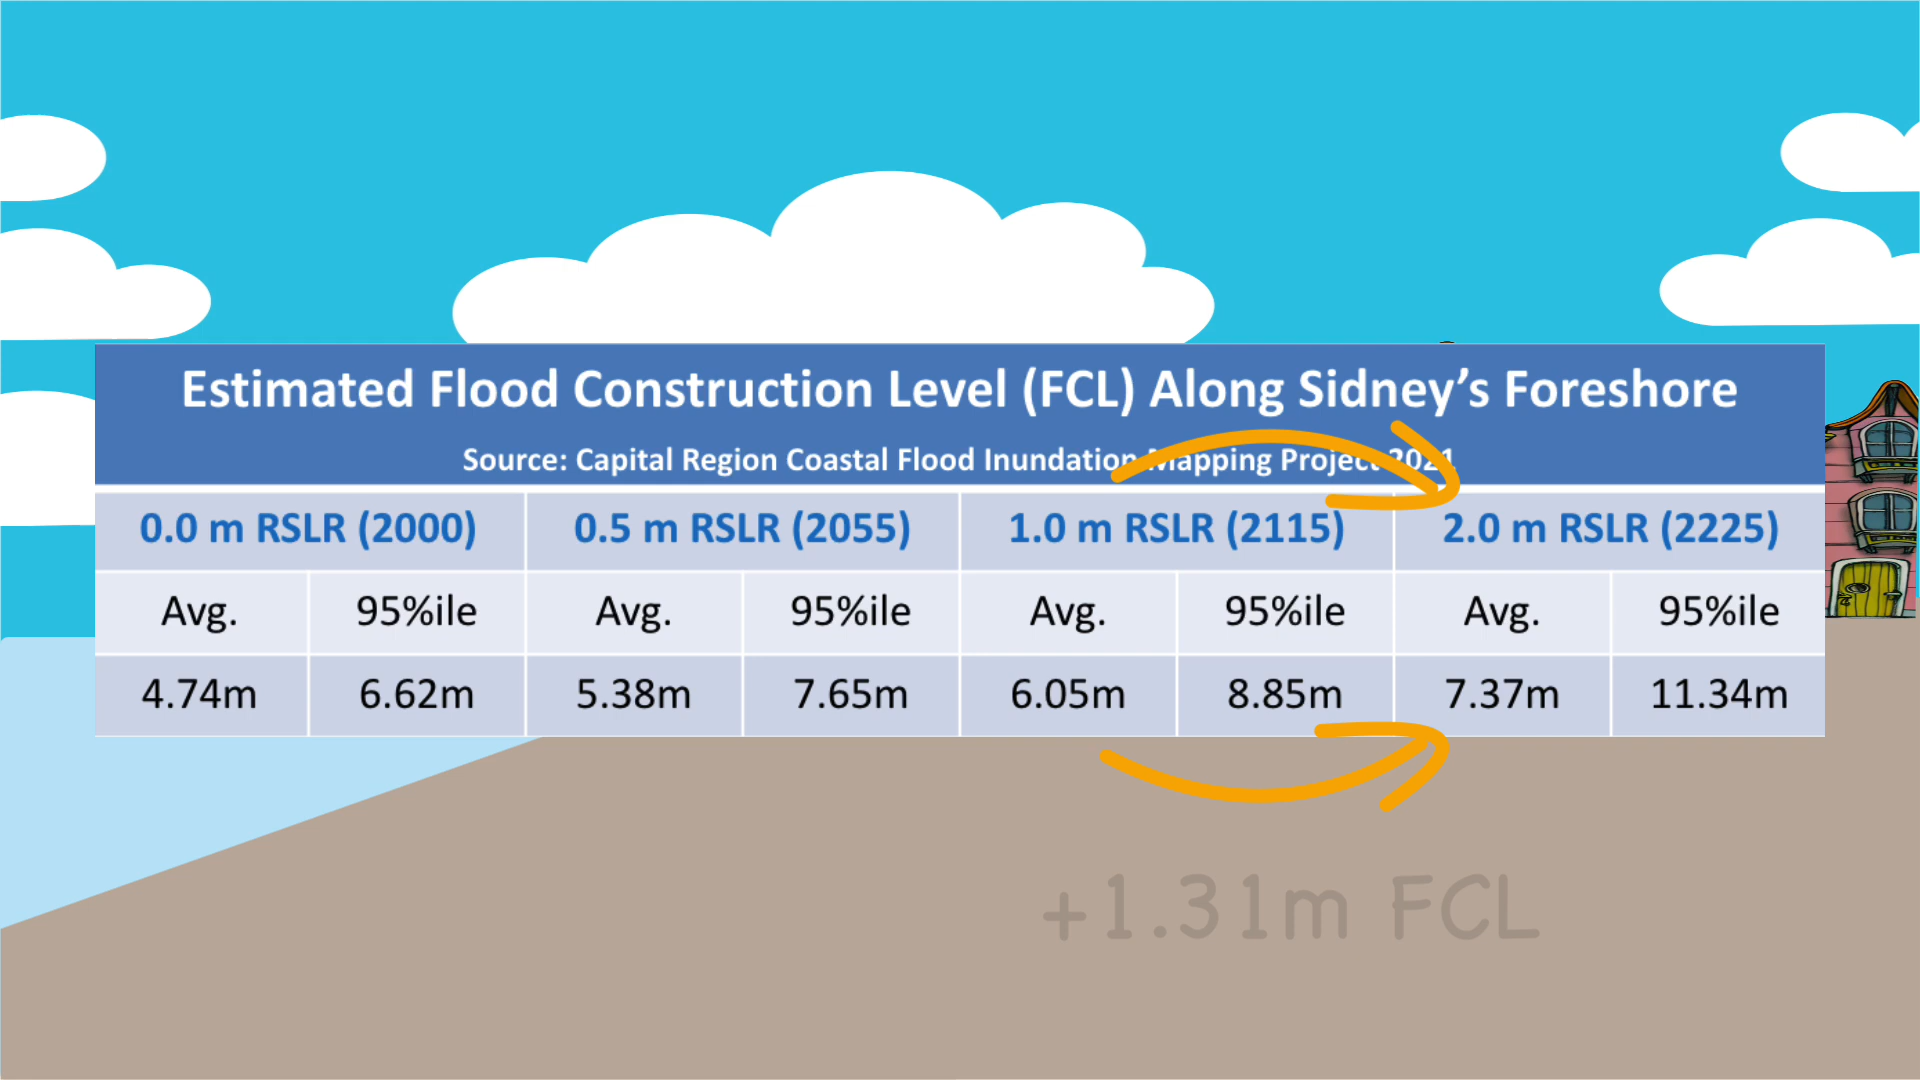 Estimated Flood Construction Level (FCL) Along Sidney's Foreshore
Source: Capital Region Coastal Flood Inundation Mapping Project 2021
0.0 m RSLR (2000) 0.5 m RSLR (2055) 1.0 m RSLR (2115) 2.0 m RSLR (2225)
Avg. 95%ile Avg. 95%ile Avg. 95%ile Avg. 95%ile
4.74m 6.62m 5.38m 7.65m 6.05m 8.85m 7.37m 11.34m
+1.31m FCL